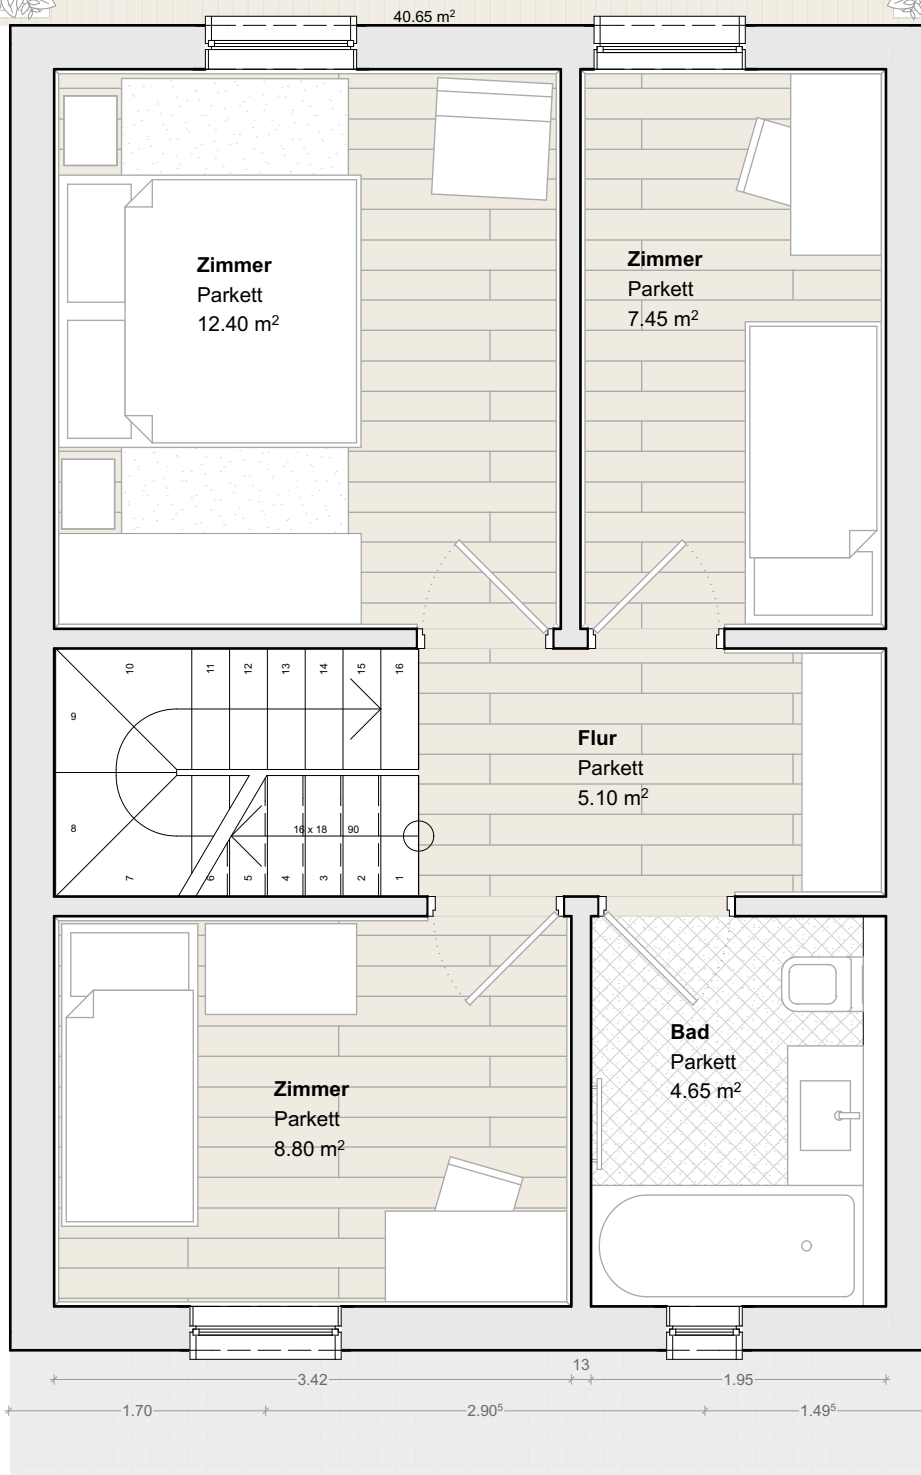 40.65 m²
Zimmer
Parkett
12.40 m²
Zimmer
Parkett
7.45 m²
10
11
12
13
14
15
16
9
Flur
Parkett
5.10 m²
8
16 x 18
90
7
6
5
4
3
2
1
Bad
Parkett
4.65 m²
Zimmer
Parkett
8.80 m²
13
3.42
1.95
1.70
2.90⁵
1.49⁵